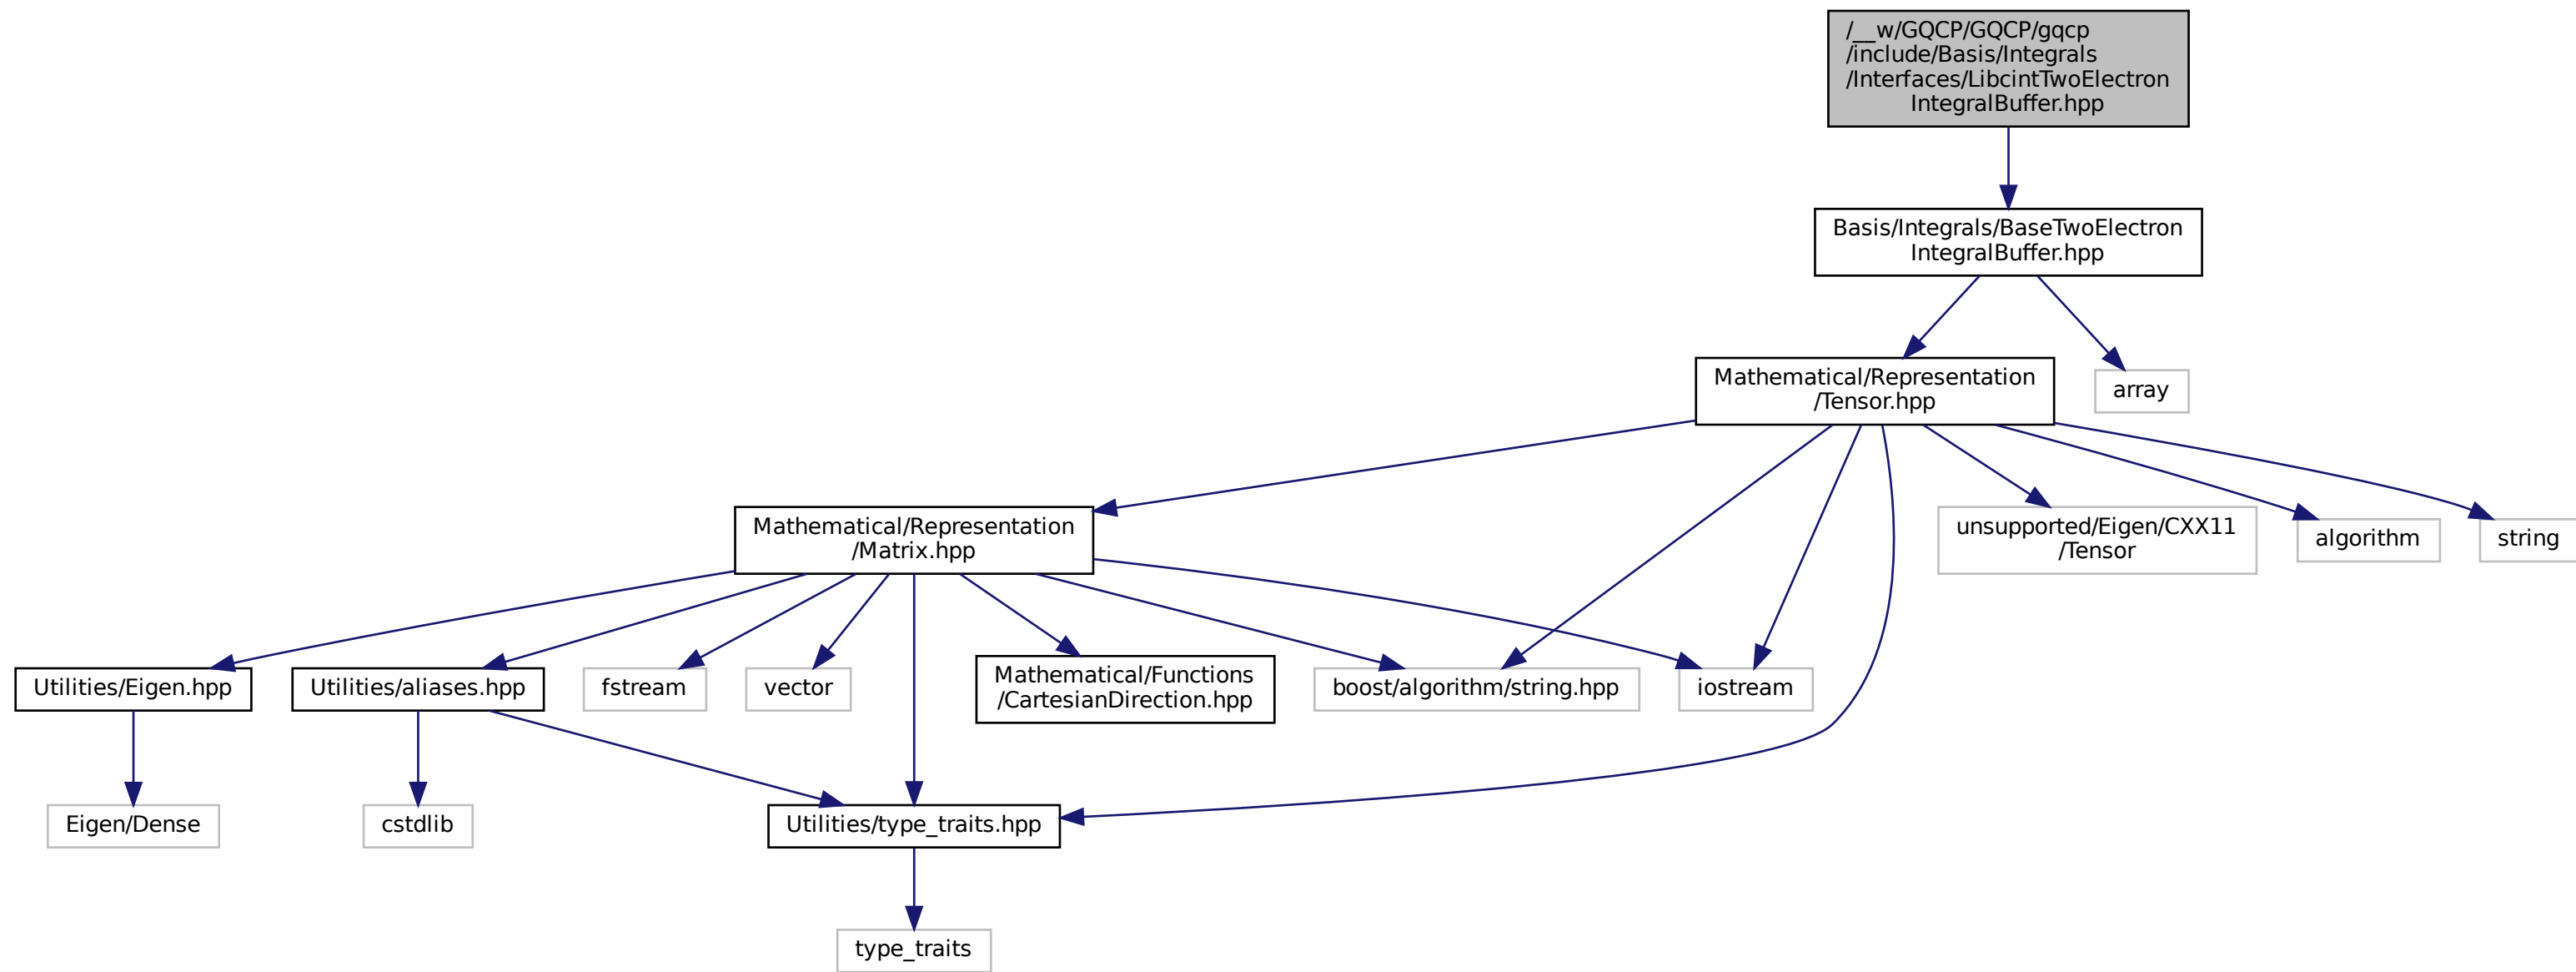 /__w/GQCP/GQCP/gqcp
/include/Basis/Integrals
/Interfaces/LibcintTwoElectron
IntegralBuffer.hpp
Basis/Integrals/BaseTwoElectron
IntegralBuffer.hpp
Mathematical/Representation
/Tensor.hpp
array
Mathematical/Representation
/Matrix.hpp
unsupported/Eigen/CXX11
/Tensor
algorithm
string
Utilities/Eigen.hpp
Utilities/aliases.hpp
fstream
vector
Mathematical/Functions
/CartesianDirection.hpp
boost/algorithm/string.hpp
iostream
Eigen/Dense
cstdlib
Utilities/type_traits.hpp
type_traits